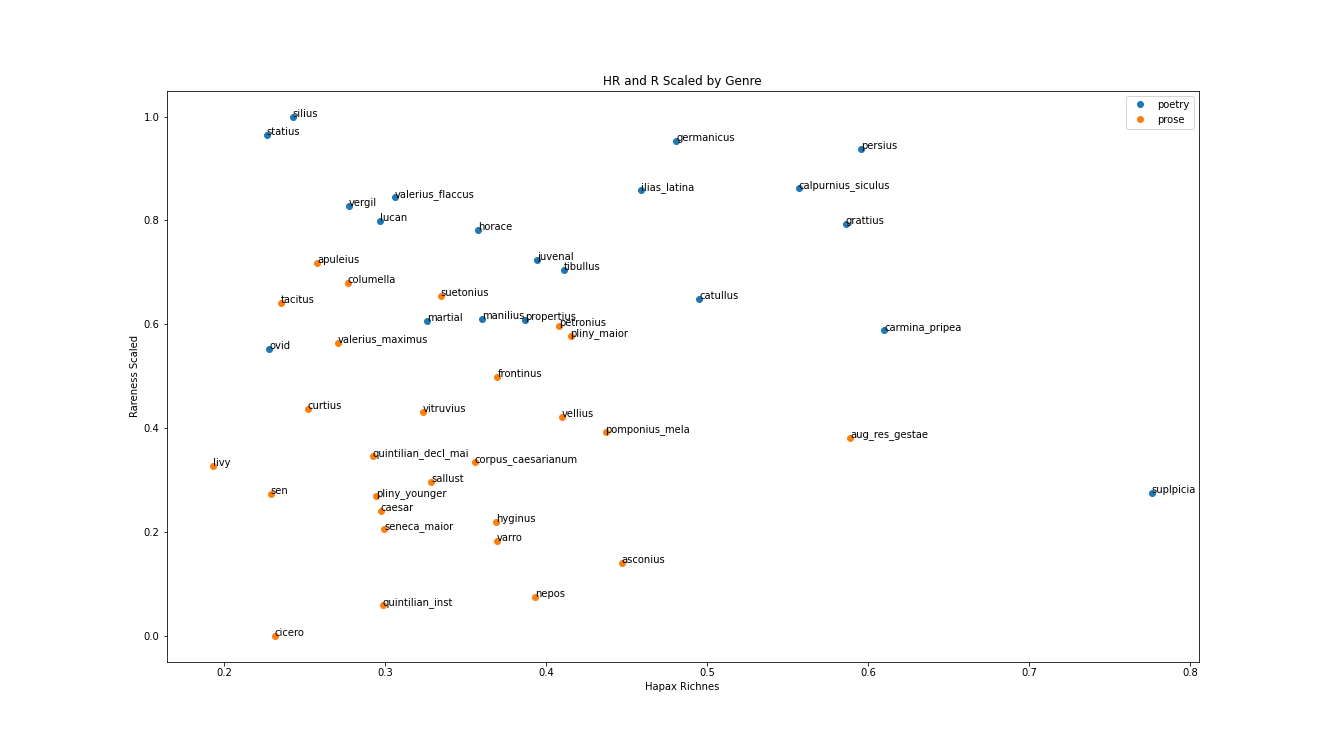 HR and R Scaled by Genre
poetry
prose
1.0
0.8
0.6
0.4
0.2
0.0
Rareness Scaled
silius
statius
germanicus
persius
ilias_latina
calpurnius_siculus
valerius_flaccus
vergil
lucan
grattius
horace
juvenal
apuleius
tibullus
columella
suetonius
catullus
tacitus
martial
manilius
propertius
petronius
carmina_pripea
pliny_maior
valerius_maximus
ovid
frontinus
curtius
vitruvius
vellius
pomponius_mela
aug_res_gestae
quintilian_decl_mai
corpus_caesarianum
livy
sallust
sen
pliny_younger
suplpicia
caesar
hyginus
seneca_maior
varro
asconius
nepos
quintilian_inst
cicero
0.2
0.3
0.4
0.5
0.6
0.7
0.8
Hapax Richnes